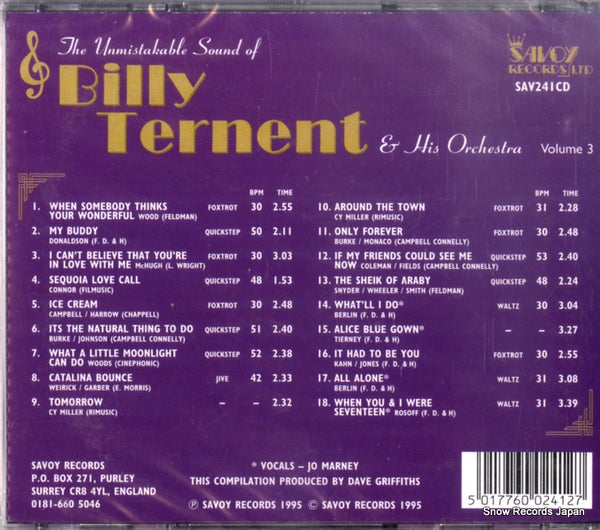 The Unmistakable Sound of
Billy
Ternent
& His Orchestra Volume 3
SAVOY
RECORDS LTD
SAV241CD
BPM TIME
1. WHEN SOMEBODY THINKS
YOUR WONDERFUL WOOD (FELDMAN) FOXTROT 30 2.55
2. MY BUDDY QUICKSTEP 50 2.11
DONALDSON (F. D. & H)
3. I CAN'T BELIEVE THAT YOU'RE FOXTROT 30 3.03
IN LOVE WITH ME McHUGH (L. WRIGHT)
4. SEQUOIA LOVE CALL QUICKSTEP 48 1.53
CONNOR (FILMUSIC)
5. ICE CREAM FOXTROT 30 2.48
CAMPBELL / HARROW (CHAPPELL)
6. ITS THE NATURAL THING TO DO QUICKSTEP 51 2.40
BURKE / JOHNSON (CAMPBELL CONNELLY)
7. WHAT A LITTLE MOONLIGHT QUICKSTEP 52 2.38
CAN DO WOODS (CINEPHONIC)
8. CATALINA BOUNCE JIVE 42 2.33
WEIRICK / GARBER (E. MORRIS)
9. TOMORROW – – 2.32
CY MILLER (RIMUSIC)
BPM TIME
10. AROUND THE TOWN FOXTROT 31 2.28
CY MILLER (RIMUSIC)
11. ONLY FOREVER FOXTROT 30 2.48
BURKE / MONACO (CAMPBELL CONNELLY)
12. IF MY FRIENDS COULD SEE ME QUICKSTEP 53 2.40
NOW COLEMAN / FIELDS (CAMPBELL CONNELLY)
13. THE SHEIK OF ARABY QUICKSTEP 48 2.24
SNYDER / WHEELER / SMITH (FELDMAN)
14. WHAT'LL I DO* WALTZ 30 3.04
BERLIN (F. D. & H)
15. ALICE BLUE GOWN* – – 3.27
TIERNEY (F. D. & H)
16. IT HAD TO BE YOU FOXTROT 30 2.55
KAHN / JONES (F. D. & H)
17. ALL ALONE* WALTZ 31 3.08
BERLIN (F. D. & H)
18. WHEN YOU & I WERE WALTZ 31 3.39
SEVENTEEN* ROSOFF (F. D. & H)
SAVOY RECORDS
P.O. BOX 271, PURLEY
SURREY CR8 4YL, ENGLAND
0181-660 5046
* VOCALS – JO MARNEY
THIS COMPILATION PRODUCED BY DAVE GRIFFITHS
℗ SAVOY RECORDS 1995 © SAVOY RECORDS 1995
5 017760 024127
Snow Records Japan